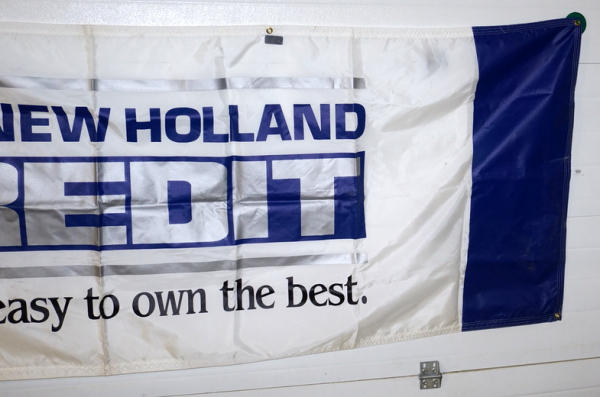 NEW HOLLAND
REDIT
easy to own the best.